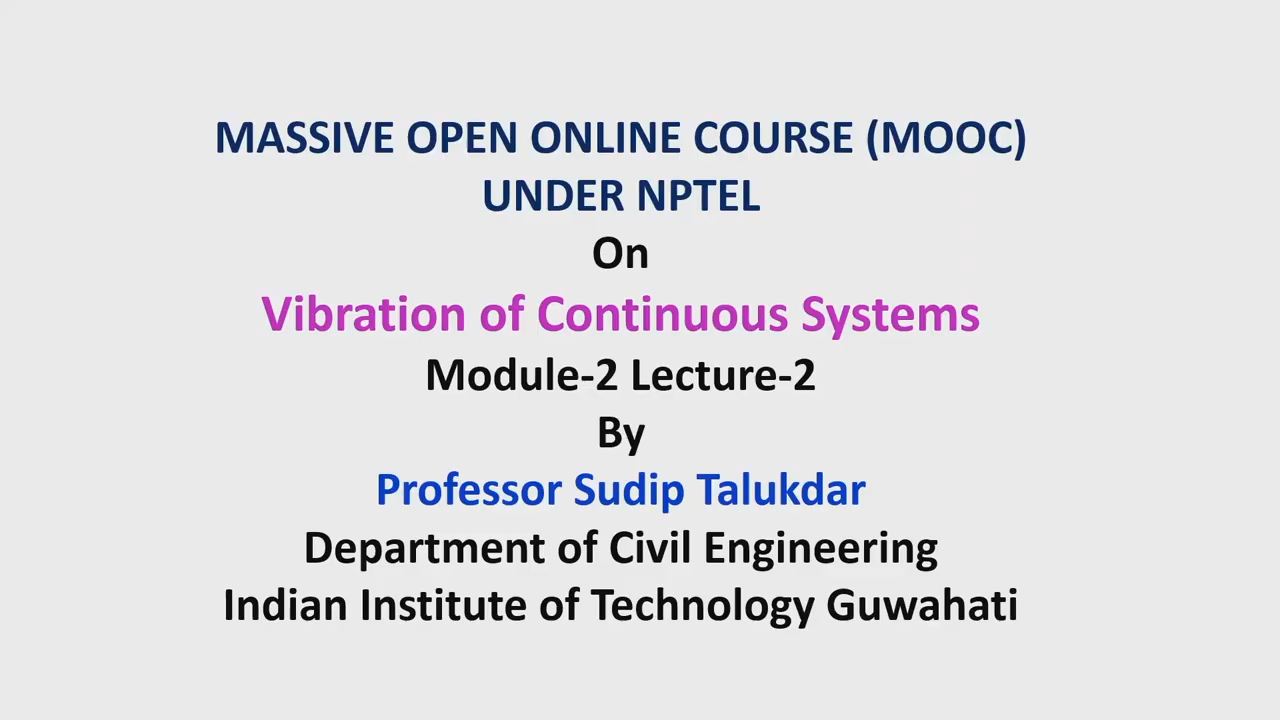 MASSIVE OPEN ONLINE COURSE (MOOC)
UNDER NPTEL
On
Vibration of Continuous Systems
Module-2 Lecture-2
By
Professor Sudip Talukdar
Department of Civil Engineering
Indian Institute of Technology Guwahati